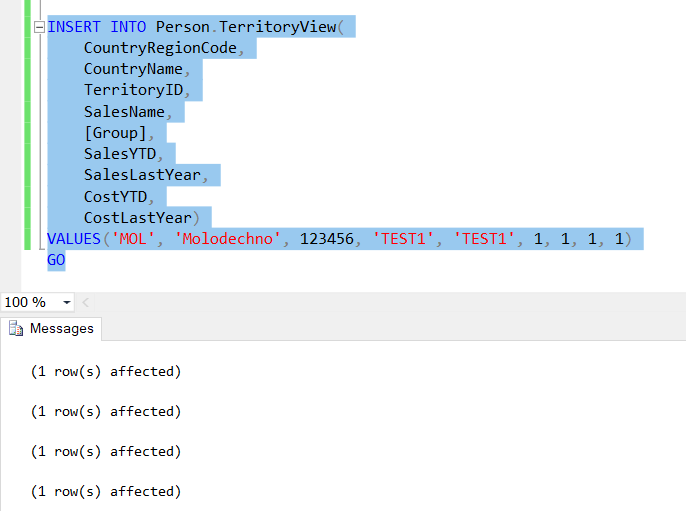 INSERT INTO Person.TerritoryView(
CountryRegionCode,
CountryName,
TerritoryID,
SalesName,
[Group],
SalesYTD,
SalesLastYear,
CostYTD,
CostLastYear)
VALUES('MOL', 'Molodechno', 123456, 'TEST1', 'TEST1', 1, 1, 1, 1)
GO
100 %
Messages
(1 row(s) affected)
(1 row(s) affected)
(1 row(s) affected)
(1 row(s) affected)